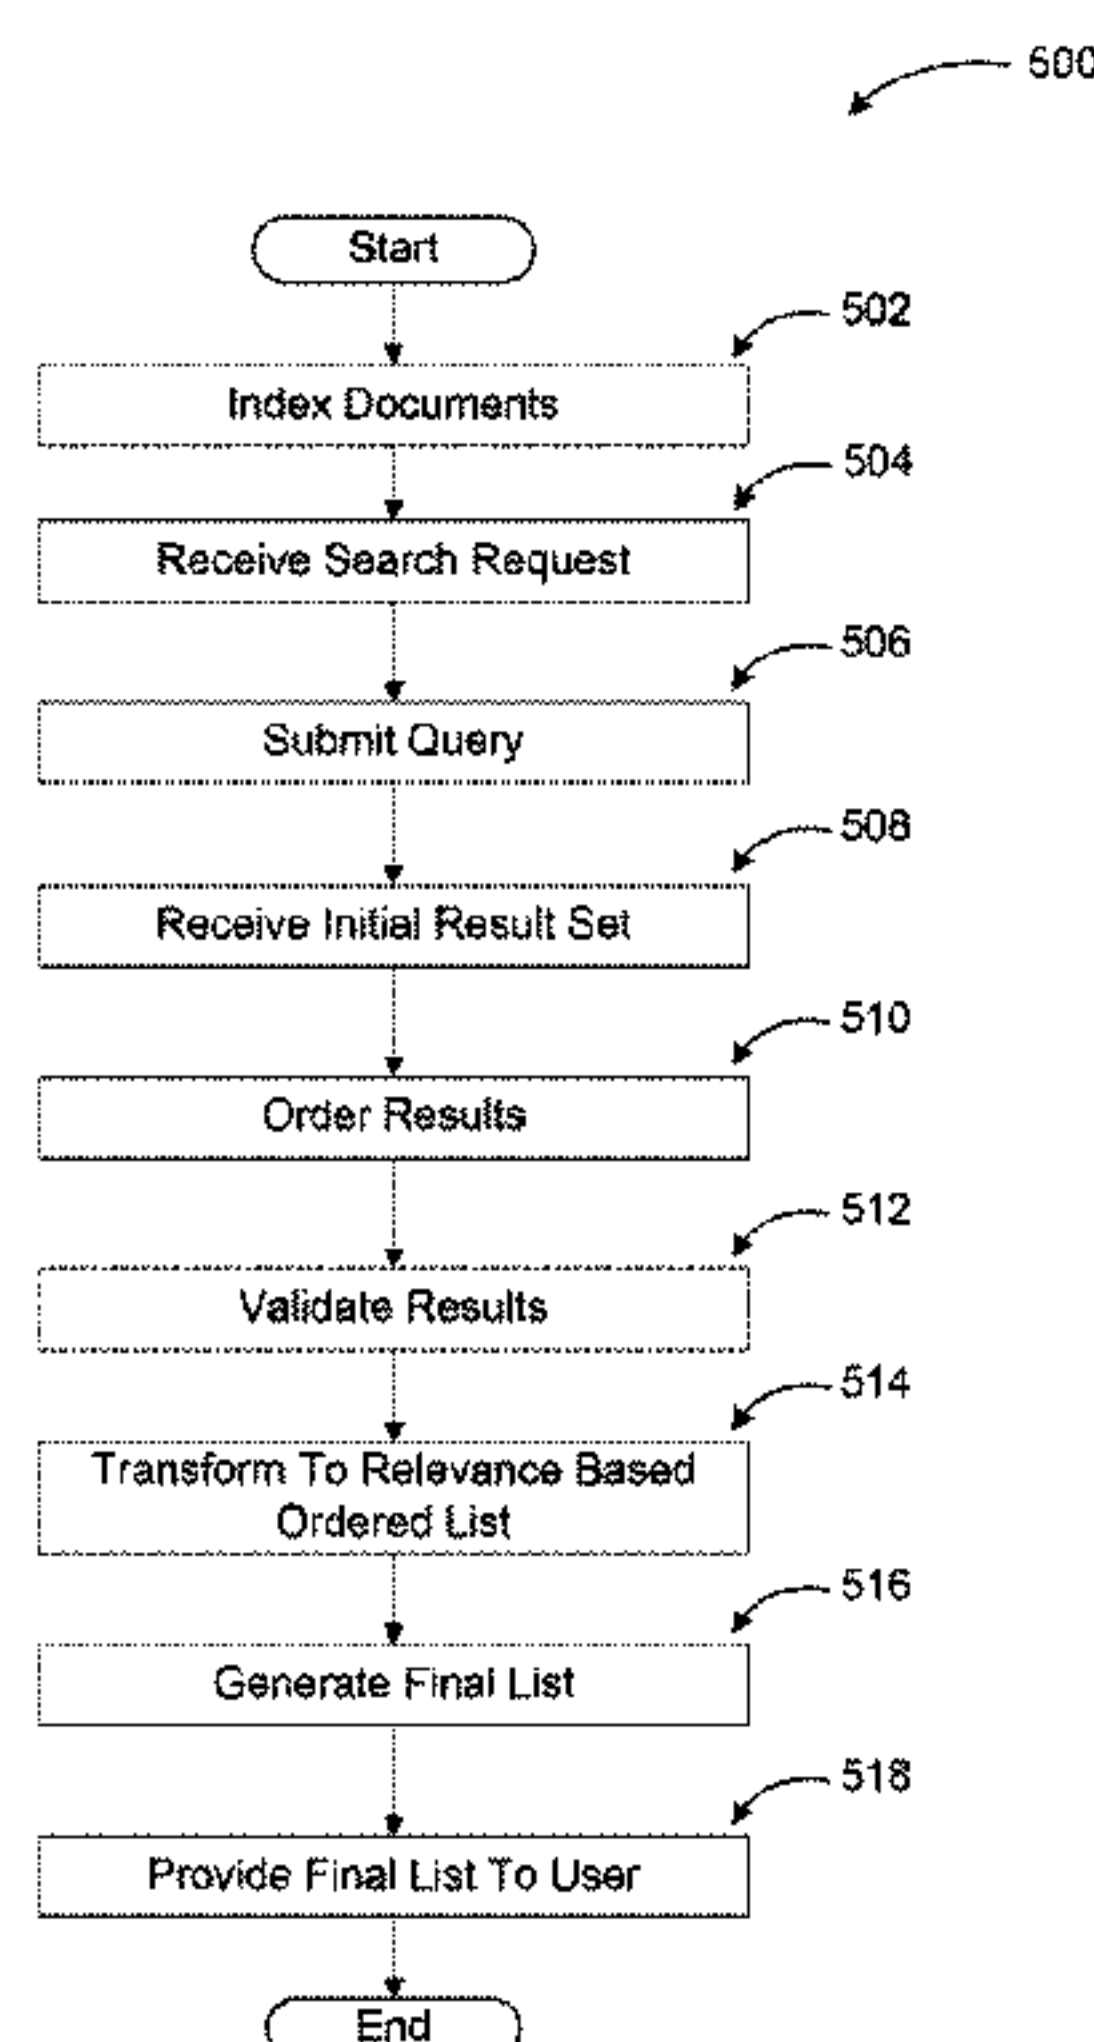 500
Start
502
Index Documents
504
Receive Search Request
506
Submit Query
508
Receive Initial Result Set
510
Order Results
512
Validate Results
514
Transform To Relevance Based
Ordered List
516
Generate Final List
518
Provide Final List To User
End